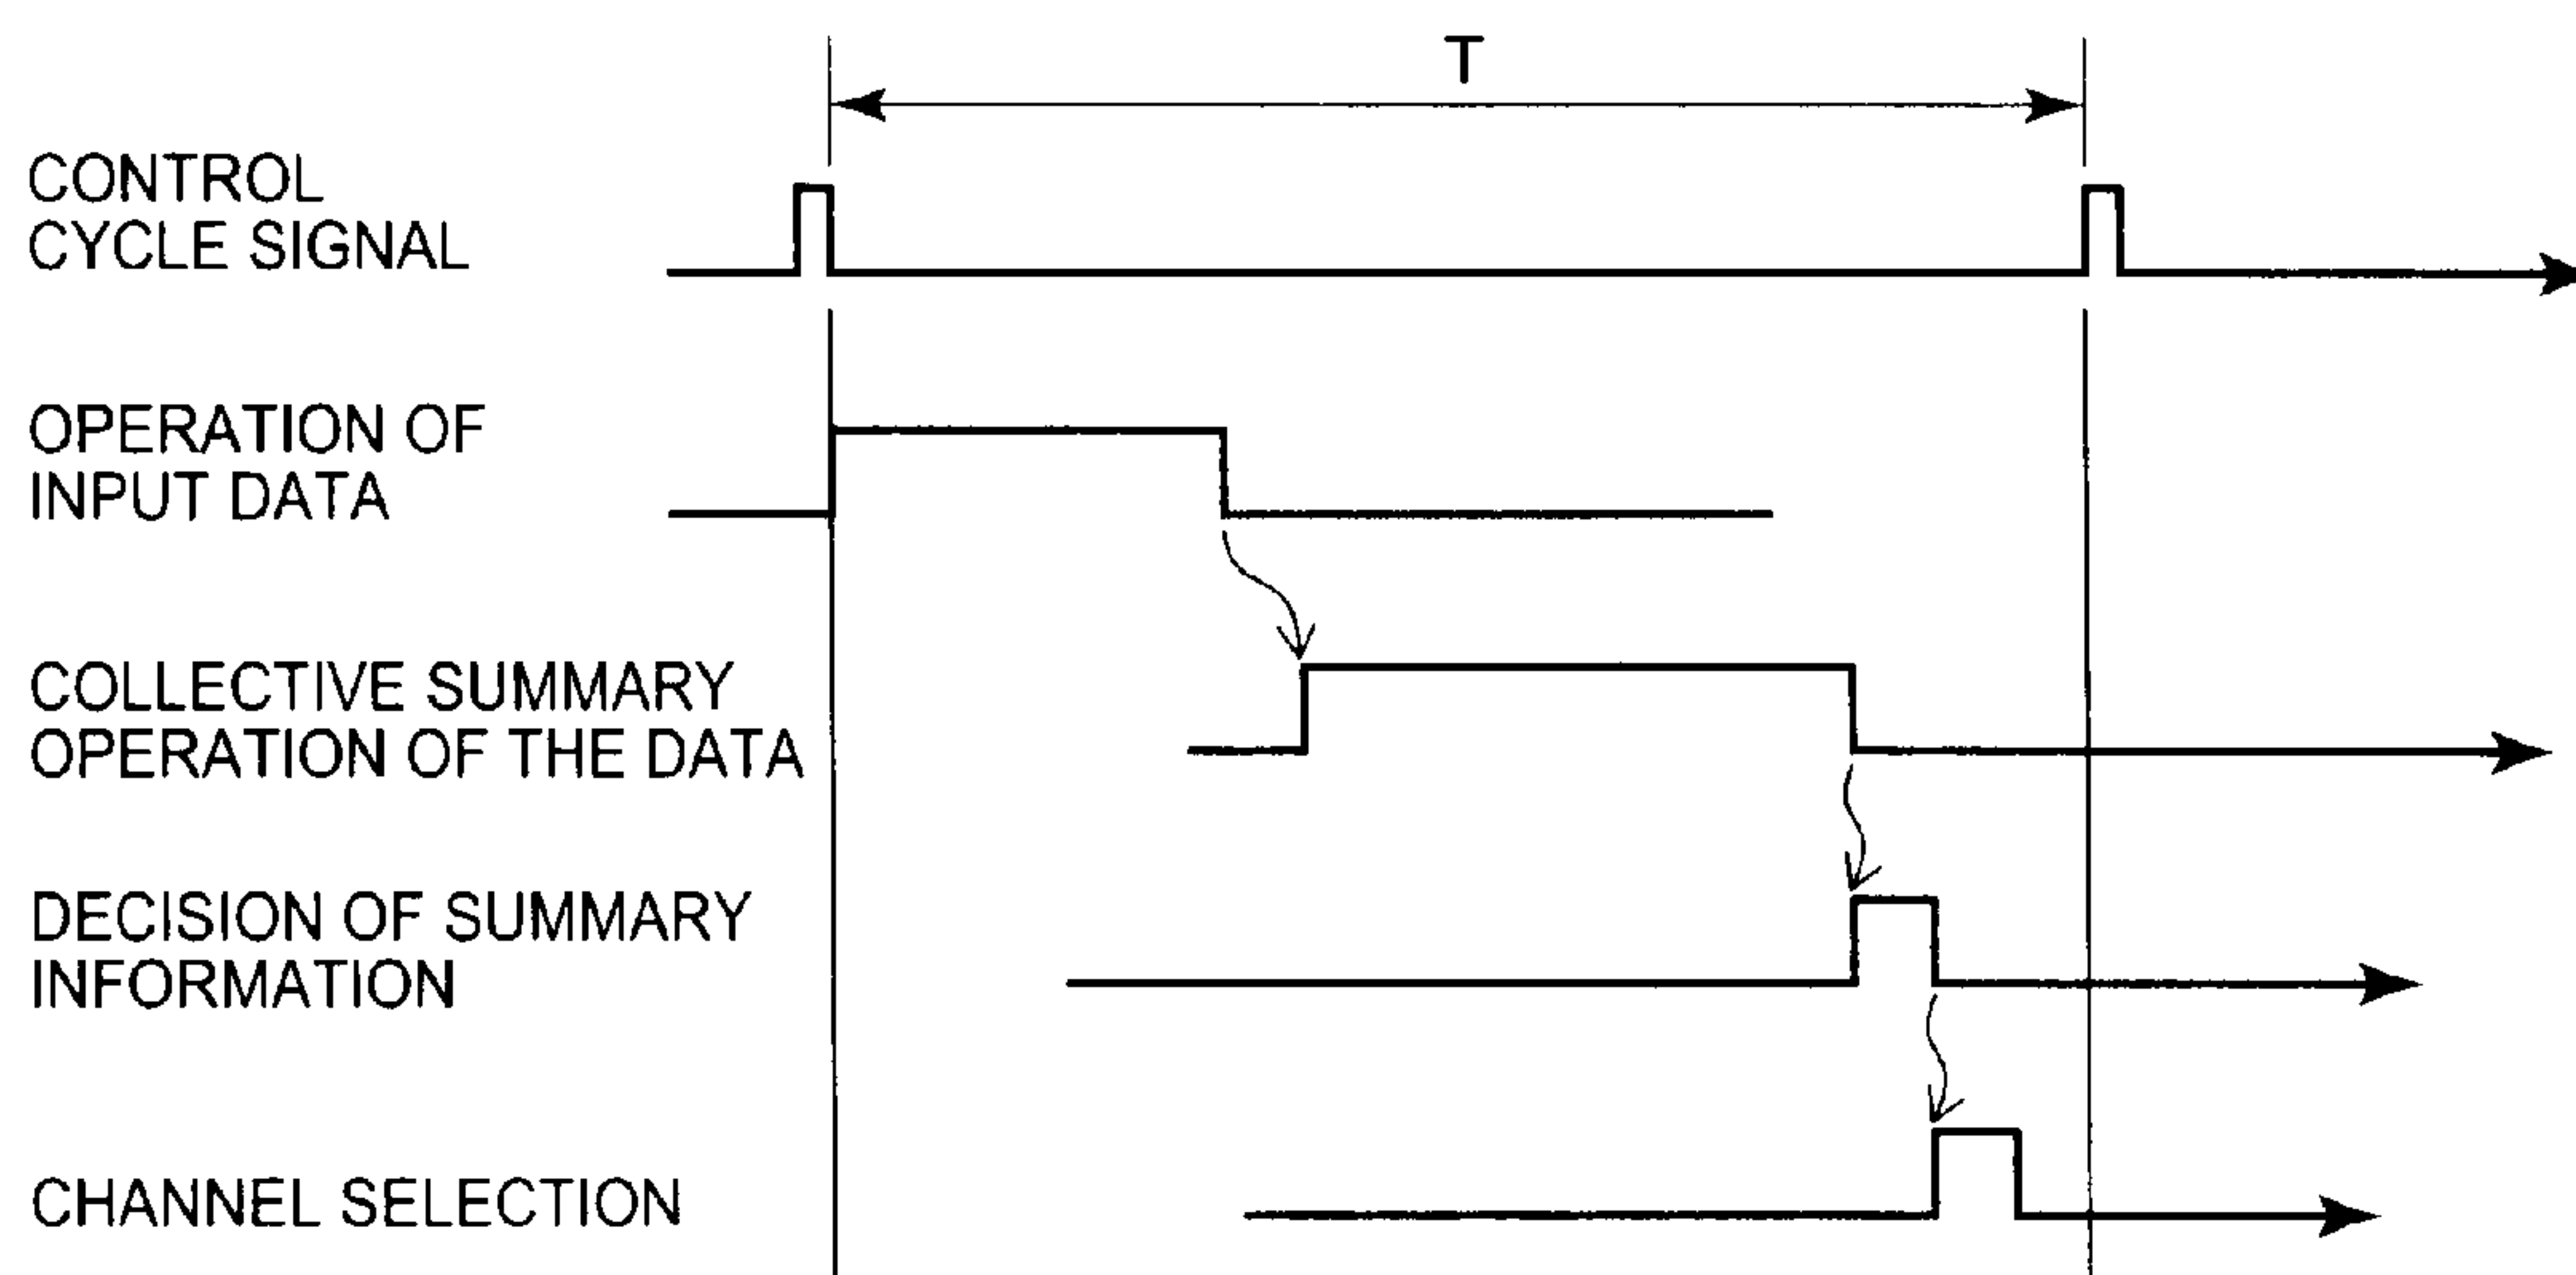 T
CONTROL
CYCLE SIGNAL
OPERATION OF
INPUT DATA
COLLECTIVE SUMMARY
OPERATION OF THE DATA
DECISION OF SUMMARY
INFORMATION
CHANNEL SELECTION